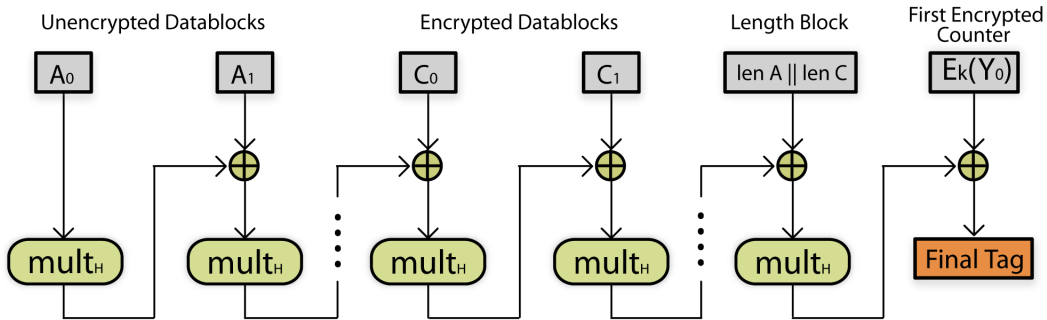 Unencrypted Datablocks
Encrypted Datablocks
Length Block
First Encrypted
Counter
A0
A1
C0
C1
len A || len C
Ek(Y0)
multH
multH
multH
multH
multH
Final Tag